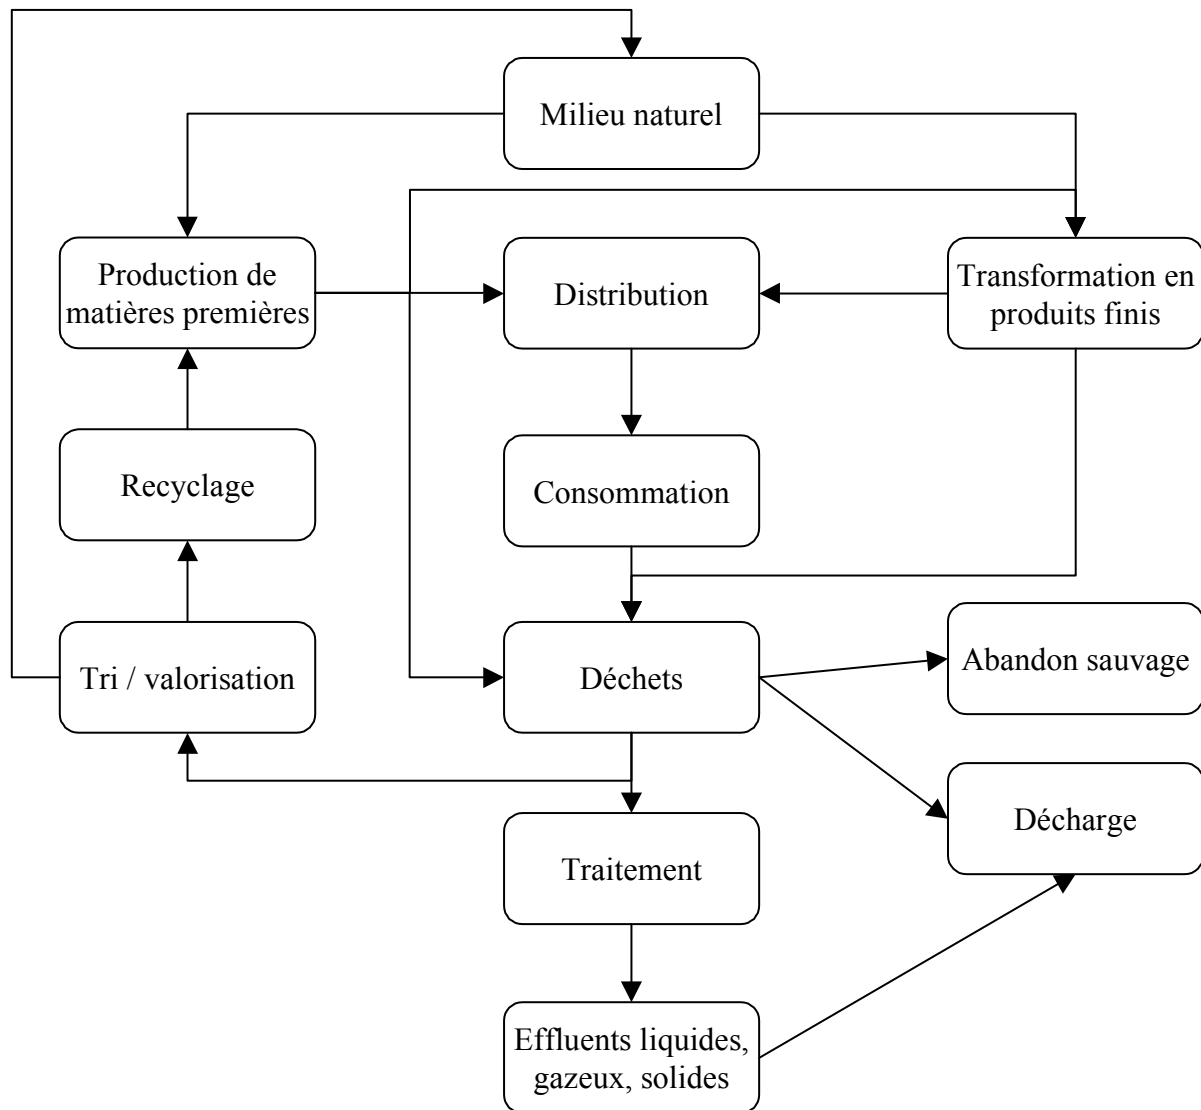 Milieu naturel
Production de
matières premières
Distribution
Transformation en
produits finis
Recyclage
Consommation
Tri / valorisation
Déchets
Abandon sauvage
Décharge
Traitement
Effluents liquides,
gazeux, solides